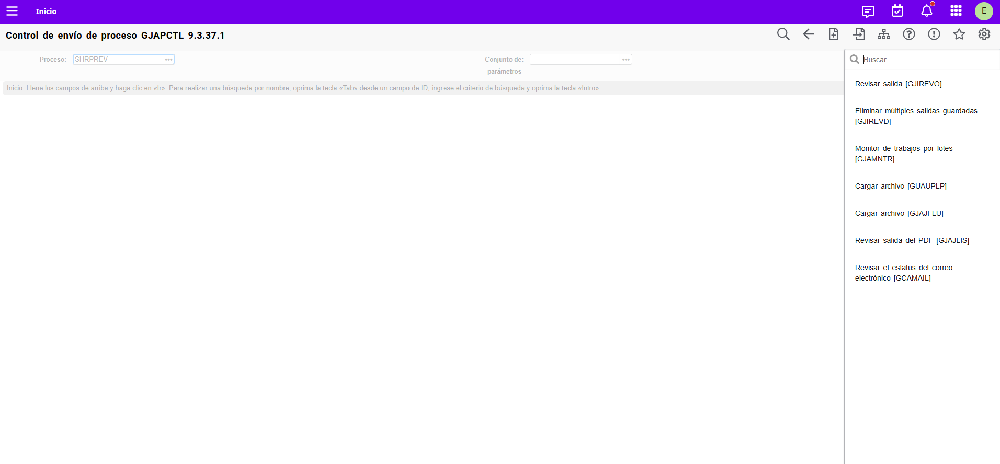 Inicio
E
Control de envío de proceso GJAPCTL 9.3.37.1
Proceso: SHRPREV
Conjunto de:
parámetros
Inicio: Llene los campos de arriba y haga clic en «Ir». Para realizar una búsqueda por nombre, oprima la tecla «Tab» desde un campo de ID, ingrese el criterio de búsqueda y oprima la tecla «Intro».
Buscar
Revisar salida [GJIREVO]
Eliminar múltiples salidas guardadas
[GJIREVD]
Monitor de trabajos por lotes
[GJAMNTR]
Cargar archivo [GUAUPLP]
Cargar archivo [GJAJFLU]
Revisar salida del PDF [GJAJLIS]
Revisar el estatus del correo
electrónico [GCAMAIL]